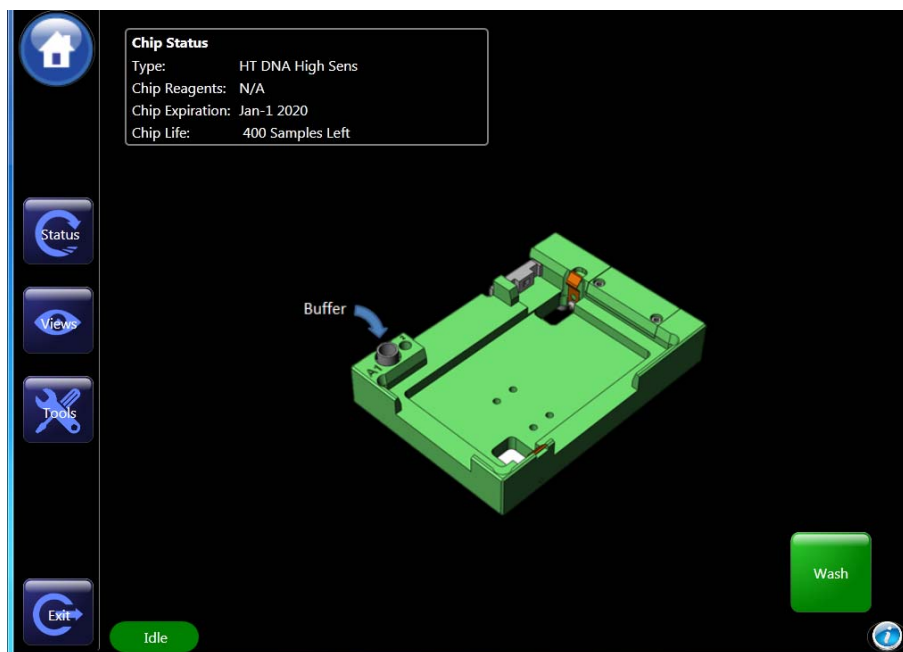 Chip Status
Type: HT DNA High Sens
Chip Reagents: N/A
Chip Expiration: Jan-1 2020
Chip Life: 400 Samples Left
Status
Buffer
Views
A1
Tools
Wash
Exit
Idle